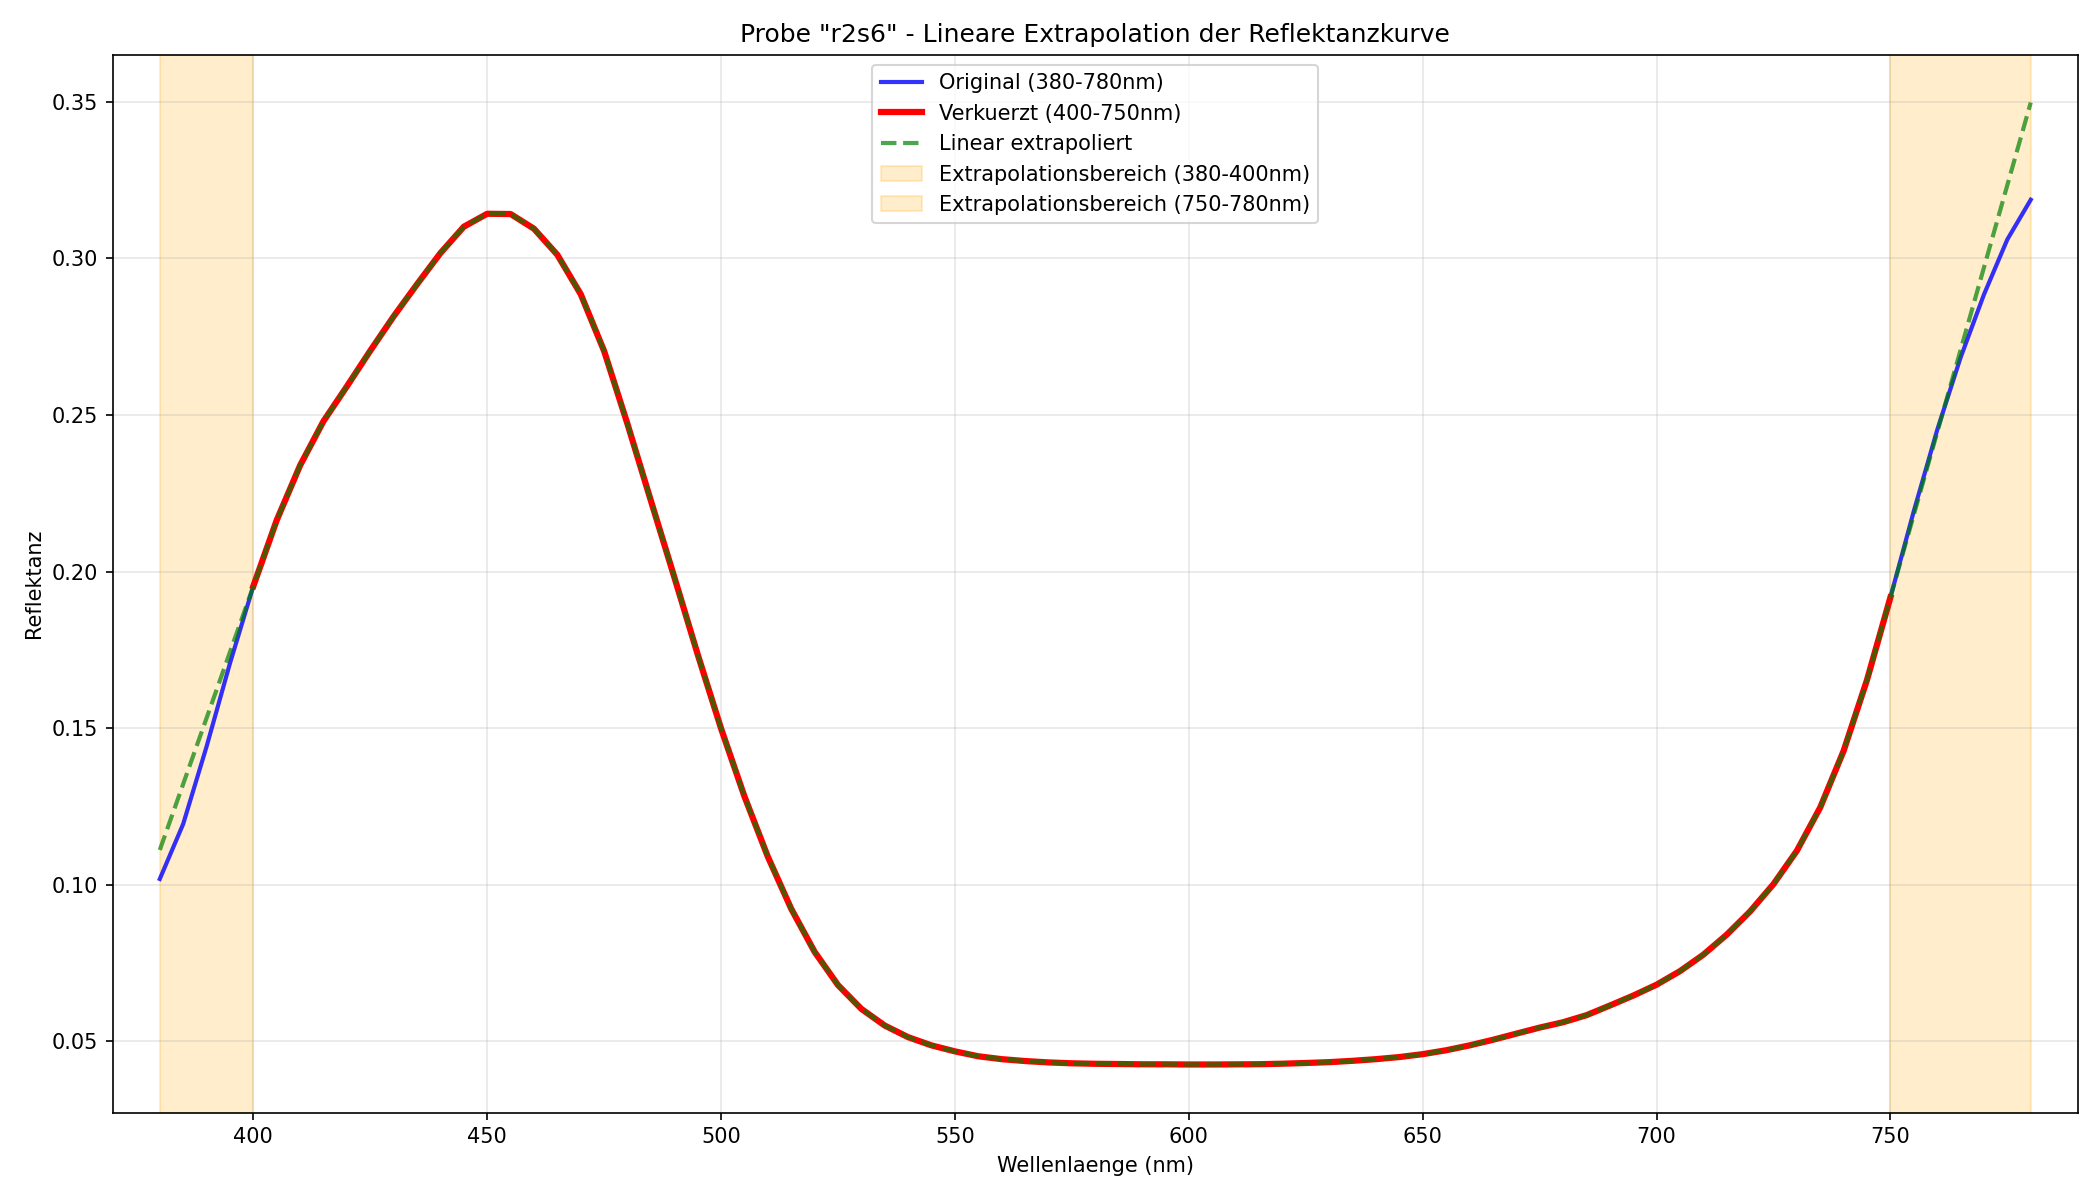 Probe "r2s6" - Lineare Extrapolation der Reflektanzkurve
Original (380-780nm)
Verkuerzt (400-750nm)
Linear extrapoliert
Extrapolationsbereich (380-400nm)
Extrapolationsbereich (750-780nm)
Reflektanz
0.35
0.30
0.25
0.20
0.15
0.10
0.05
400 450 500 550 600 650 700 750
Wellenlaenge (nm)